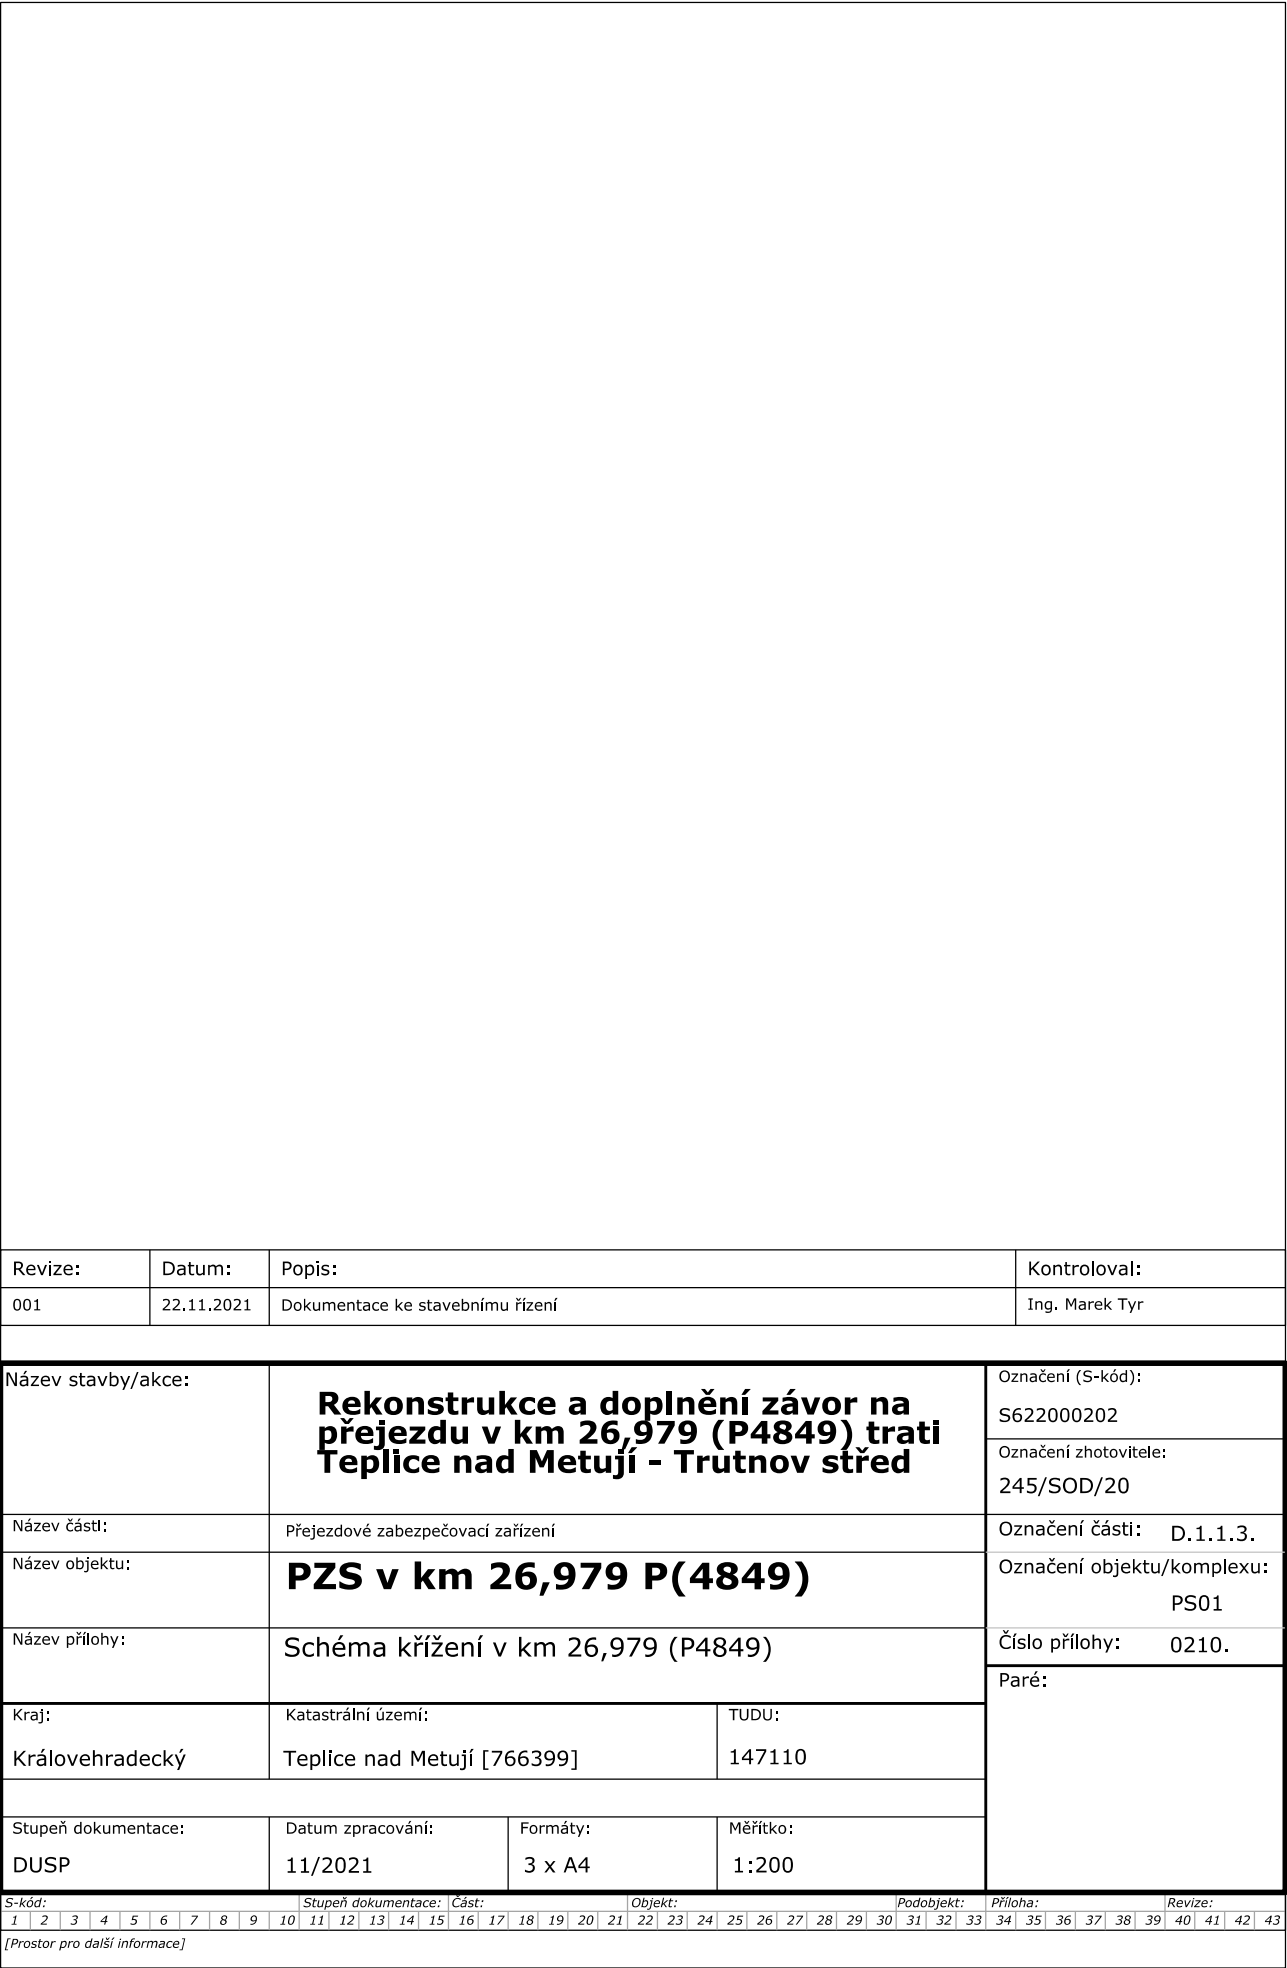 Revize: Datum: Popis: Kontroloval:
001 22.11.2021 Dokumentace ke stavebnímu řízení Ing. Marek Tyr
Název stavby/akce:
Rekonstrukce a doplnění závor na
přejezdu v km 26,979 (P4849) trati
Teplice nad Metují - Trutnov střed
Označení (S-kód):
S622000202
Označení zhotovitele:
245/SOD/20
Název části: Přejezdové zabezpečovací zařízení
Označení části: D.1.1.3.
Název objektu: PZS v km 26,979 P(4849)
Označení objektu/komplexu:
PS01
Název přílohy: Schéma křížení v km 26,979 (P4849)
Číslo přílohy: 0210.
Paré:
Kraj: Katastrální území: TUDU:
Královehradecký Teplice nad Metují [766399] 147110
Stupeň dokumentace: Datum zpracování: Formáty: Měřítko:
DUSP 11/2021 3 x A4 1:200
S-kód: Stupeň dokumentace: Část: Objekt: Podobjekt: Příloha: Revize:
1 2 3 4 5 6 7 8 9 10 11 12 13 14 15 16 17 18 19 20 21 22 23 24 25 26 27 28 29 30 31 32 33 34 35 36 37 38 39 40 41 42 43
[Prostor pro další informace]